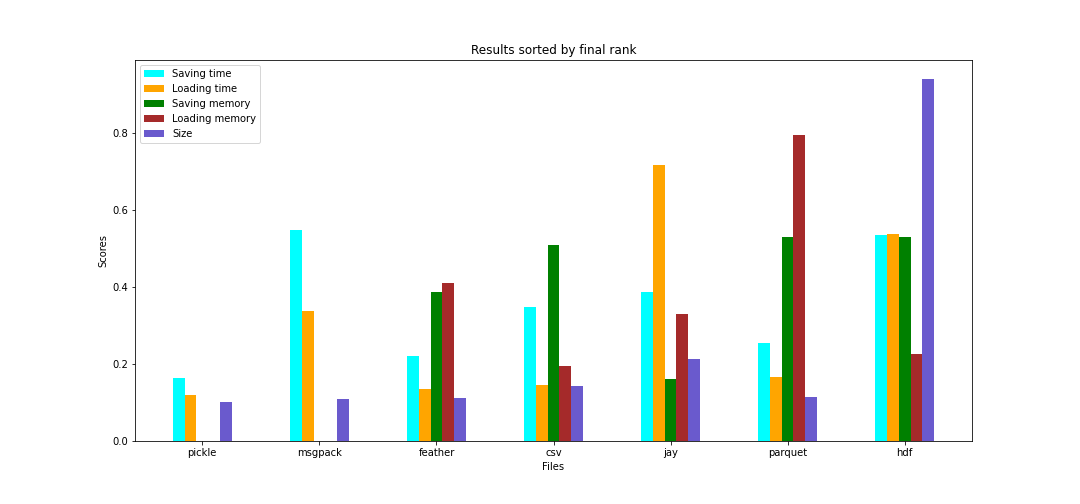 Results sorted by final rank
Saving time
Loading time
Saving memory
Loading memory
Size
Scores
0.8
0.6
0.4
0.2
0.0
pickle
msgpack
feather
csv
jay
parquet
hdf
Files